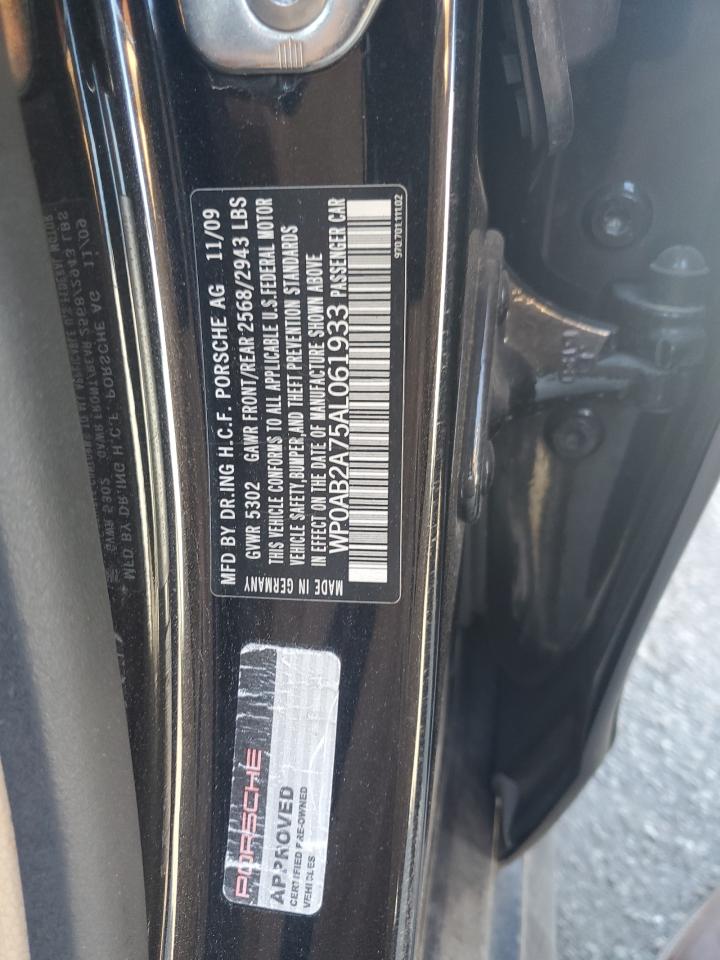 MFD BY DR.ING H.C.F. PORSCHE AG 11/09
GVWR 5302 GAWR FRONT/REAR 2568/2943 LBS
THIS VEHICLE CONFORMS TO ALL APPLICABLE U.S.FEDERAL MOTOR
VEHICLE SAFETY,BUMPER,AND THEFT PREVENTION STANDARDS
IN EFFECT ON THE DATE OF MANUFACTURE SHOWN ABOVE
MADE IN GERMANY WP0AB2A75AL061933 PASSENGER CAR
970.701.111.02
PORSCHE
APPROVED
CERTIFIED PRE-OWNED
VEHICLES